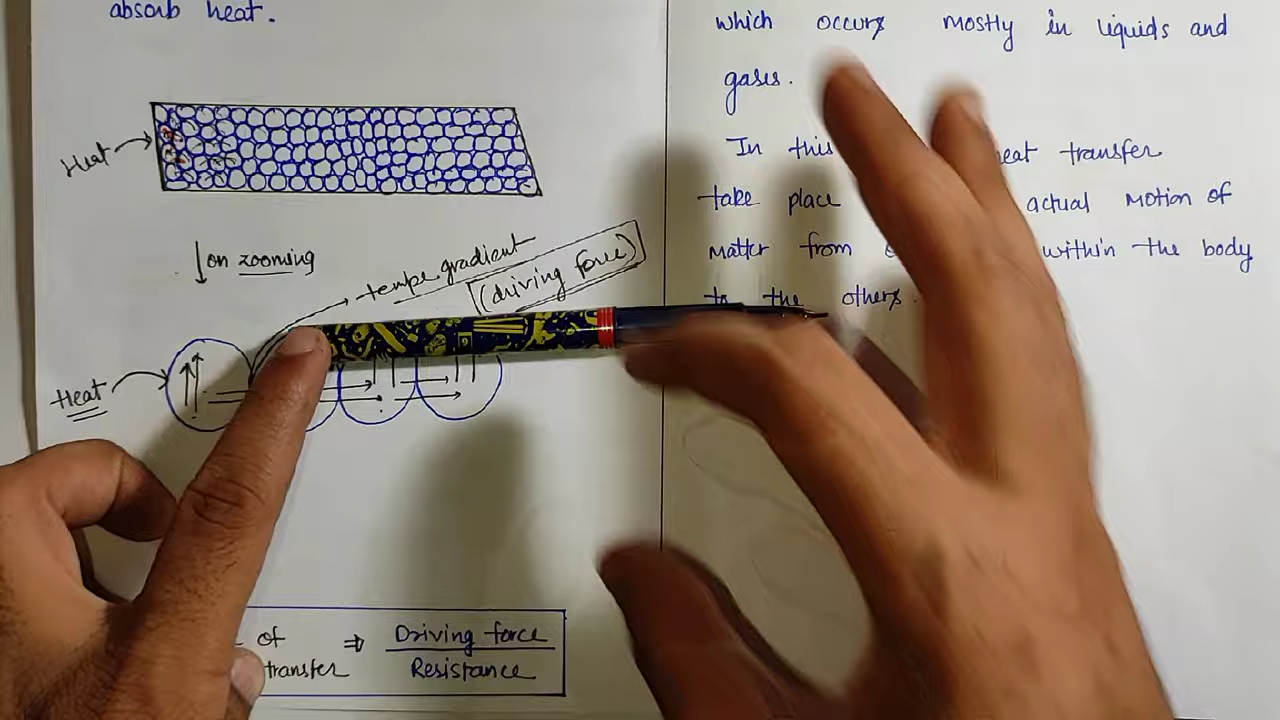 absorb heat.
Heat
on zooming
tempe gradient
(driving force)
Heat
of
transfer ⇒ Driving force
Resistance
which occurs mostly in liquids and
gases.
In this heat transfer
take place actual motion of
matter from within the body
to the others.